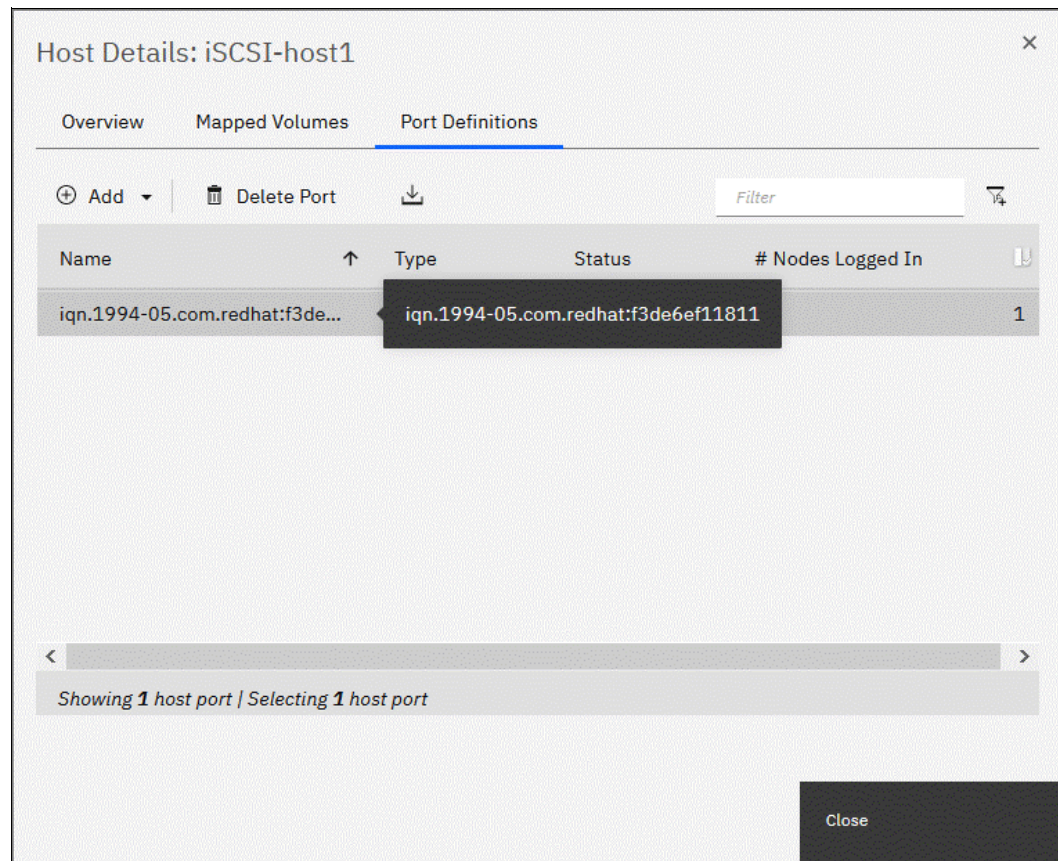 Host Details: iSCSI-host1
Overview Mapped Volumes Port Definitions
Add Delete Port Filter
Name Type Status # Nodes Logged In
iqn.1994-05.com.redhat:f3de... iqn.1994-05.com.redhat:f3de6ef11811 1
Showing 1 host port | Selecting 1 host port
Close